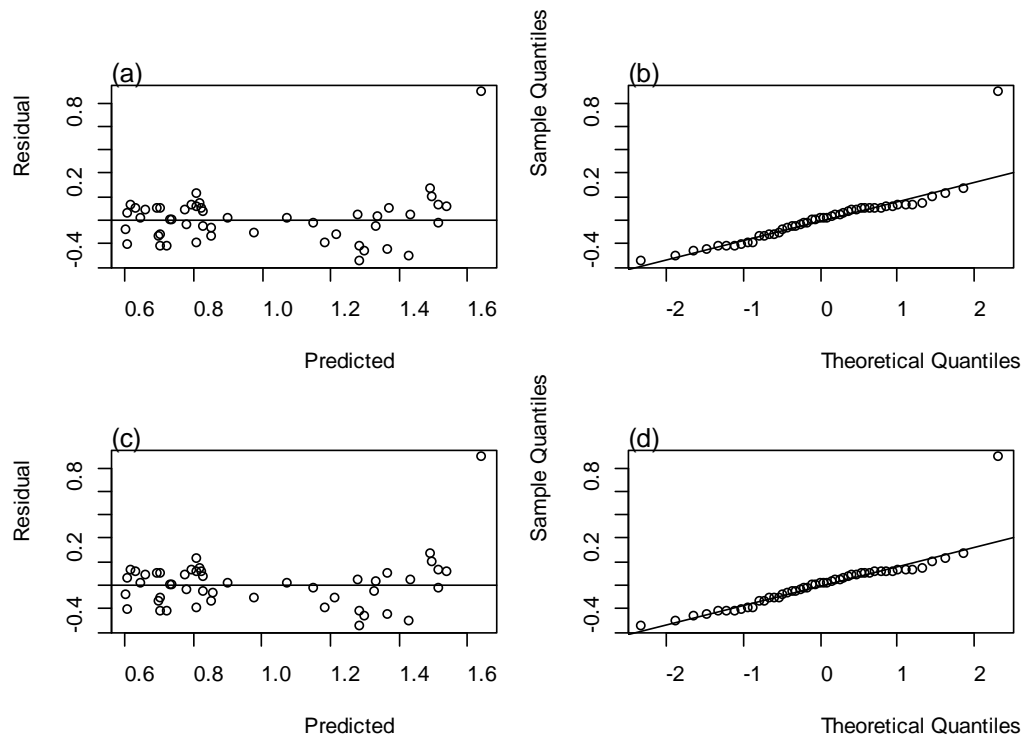 (a)
Residual
-0.4 0.2 0.8
0.6 0.8 1.0 1.2 1.4 1.6
Predicted
(b)
Sample Quantiles
-0.4 0.2 0.8
-2 -1 0 1 2
Theoretical Quantiles
(c)
Residual
-0.4 0.2 0.8
0.6 0.8 1.0 1.2 1.4 1.6
Predicted
(d)
Sample Quantiles
-0.4 0.2 0.8
-2 -1 0 1 2
Theoretical Quantiles